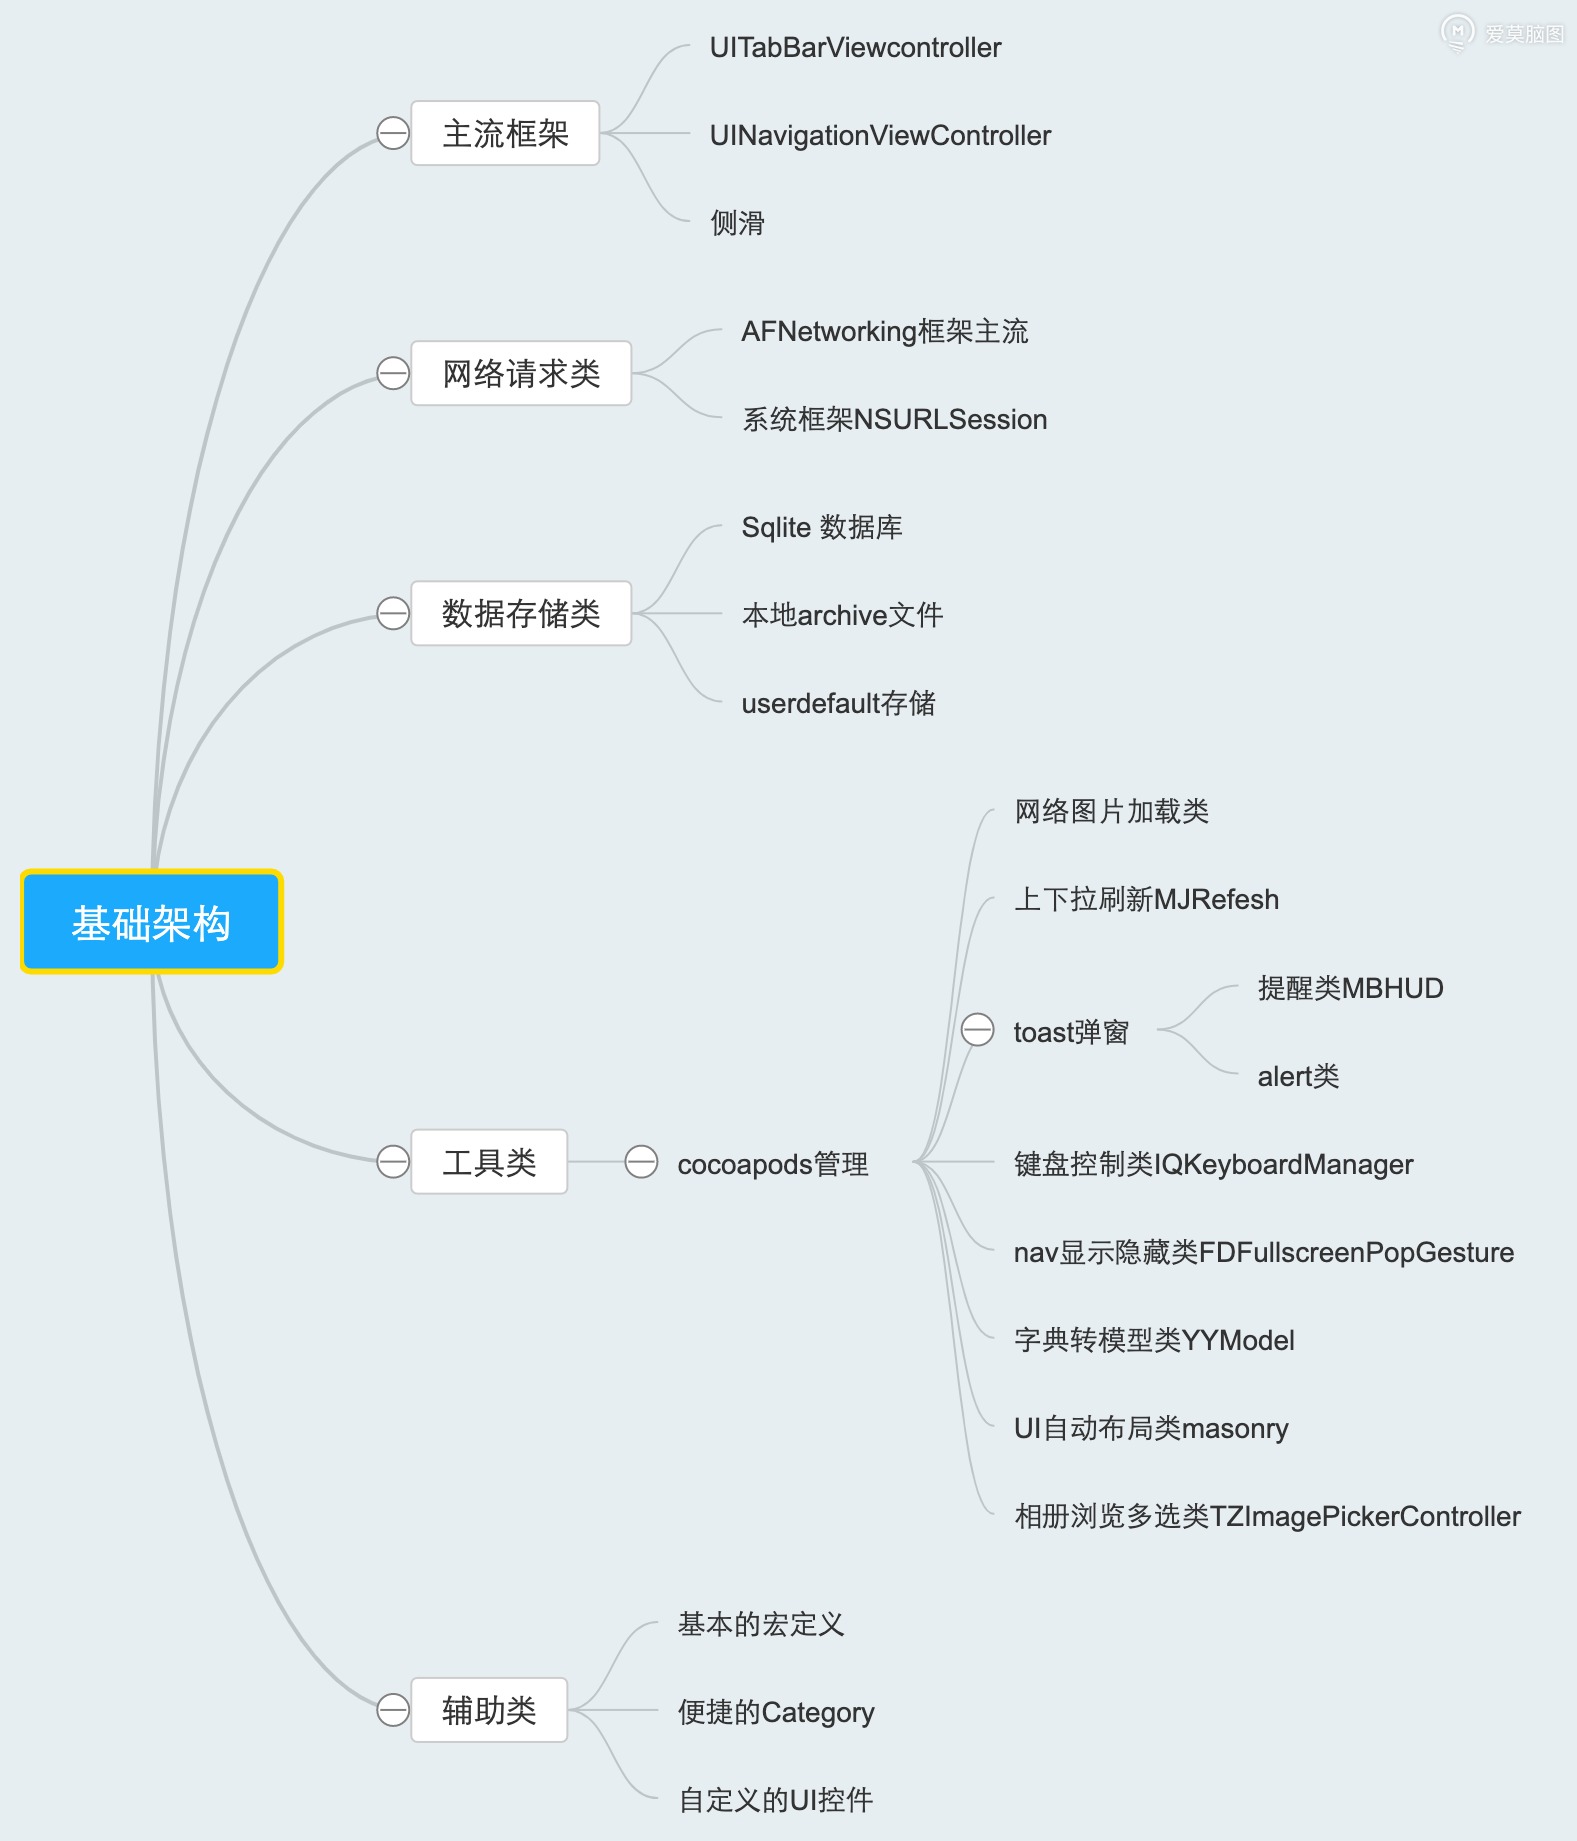 爱莫脑图
UITabBarViewcontroller
主流框架
UINavigationViewController
侧滑
AFNetworking框架主流
网络请求类
系统框架NSURLSession
Sqlite 数据库
数据存储类
本地archive文件
userdefault存储
基础架构
网络图片加载类
上下拉刷新MJRefesh
提醒类MBHUD
toast弹窗
alert类
工具类
cocoapods管理
键盘控制类IQKeyboardManager
nav显示隐藏类FDFullscreenPopGesture
字典转模型类YYModel
UI自动布局类masonry
相册浏览多选类TZImagePickerController
基本的宏定义
辅助类
便捷的Category
自定义的UI控件